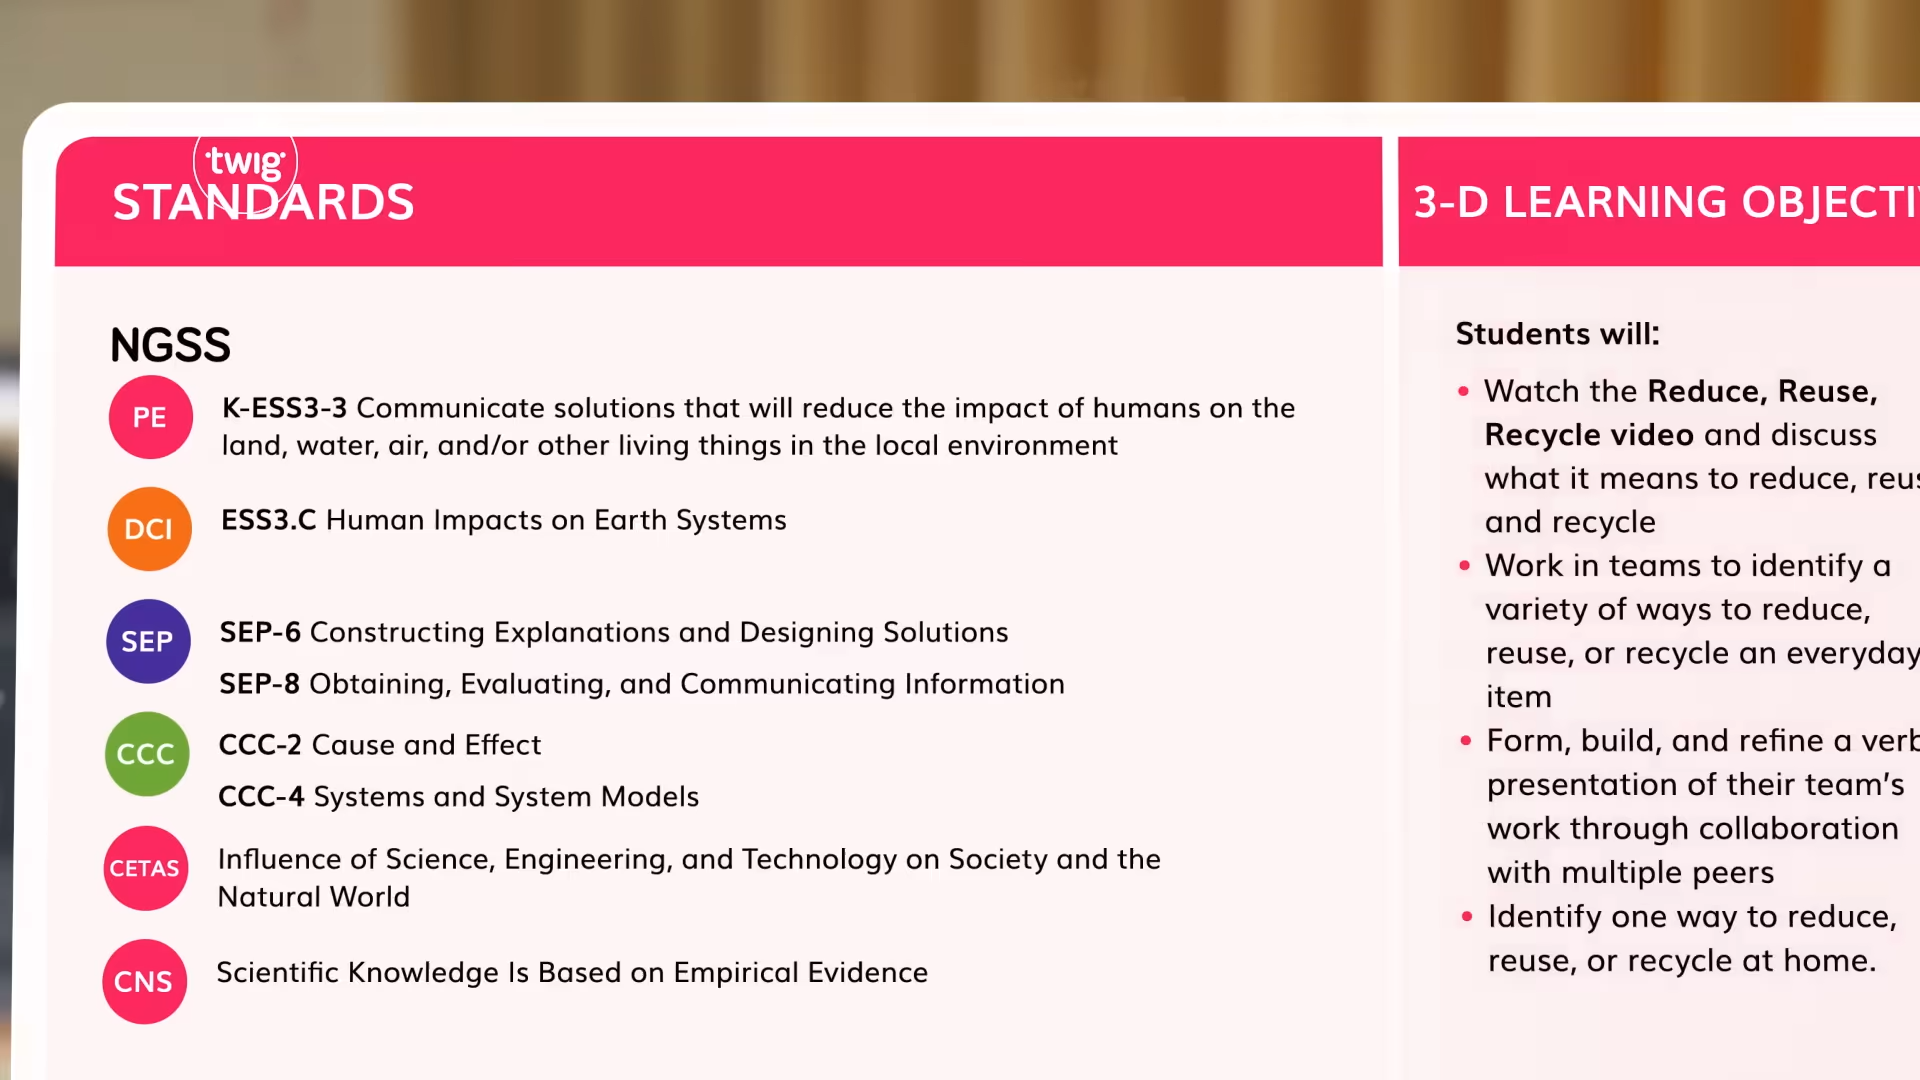 twig
STANDARDS
NGSS
PE
K-ESS3-3 Communicate solutions that will reduce the impact of humans on the
land, water, air, and/or other living things in the local environment
DCI
ESS3.C Human Impacts on Earth Systems
SEP
SEP-6 Constructing Explanations and Designing Solutions
SEP-8 Obtaining, Evaluating, and Communicating Information
CCC
CCC-2 Cause and Effect
CCC-4 Systems and System Models
CETAS
Influence of Science, Engineering, and Technology on Society and the
Natural World
CNS
Scientific Knowledge Is Based on Empirical Evidence
3-D LEARNING
Students will:
• Watch the Reduce, Reuse,
Recycle video and discuss
what it means to reduce,
and recycle
• Work in teams to identify a
variety of ways to reduce,
reuse, or recycle an everyday
item
• Form, build, and refine a
presentation of their team's
work through collaboration
with multiple peers
• Identify one way to reduce,
reuse, or recycle at home.